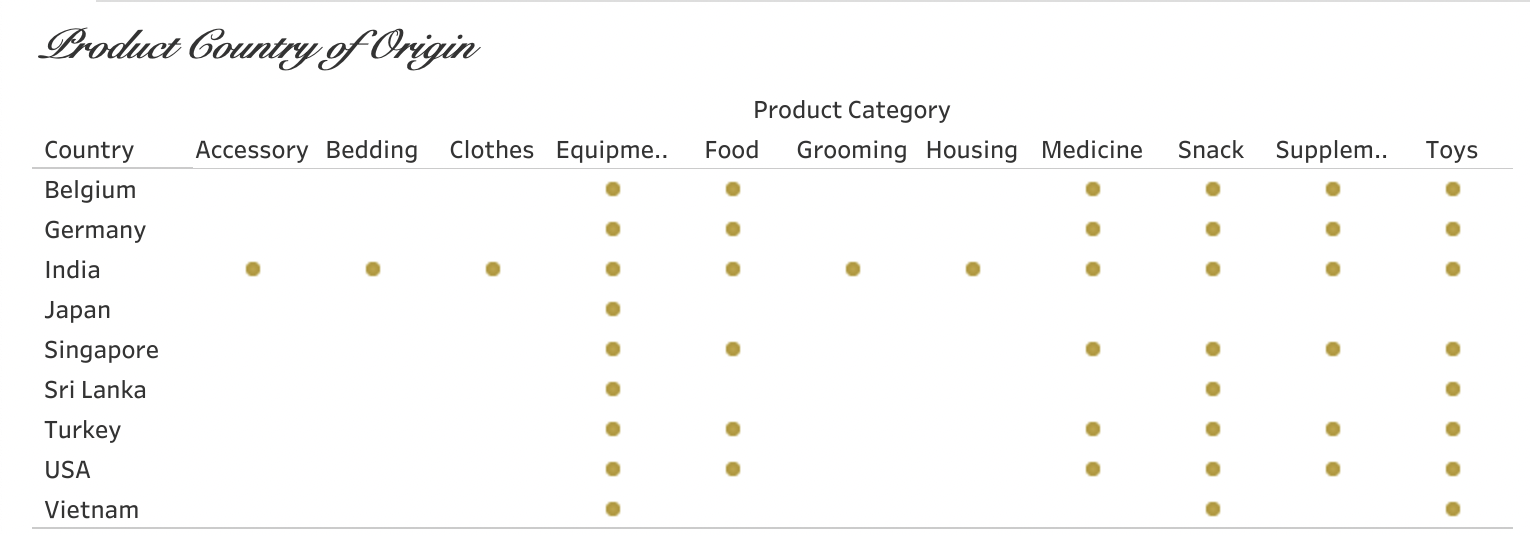 Product Country of Origin
Product Category
Country Accessory Bedding Clothes Equipme.. Food Grooming Housing Medicine Snack Supplem.. Toys
Belgium
Germany
India
Japan
Singapore
Sri Lanka
Turkey
USA
Vietnam